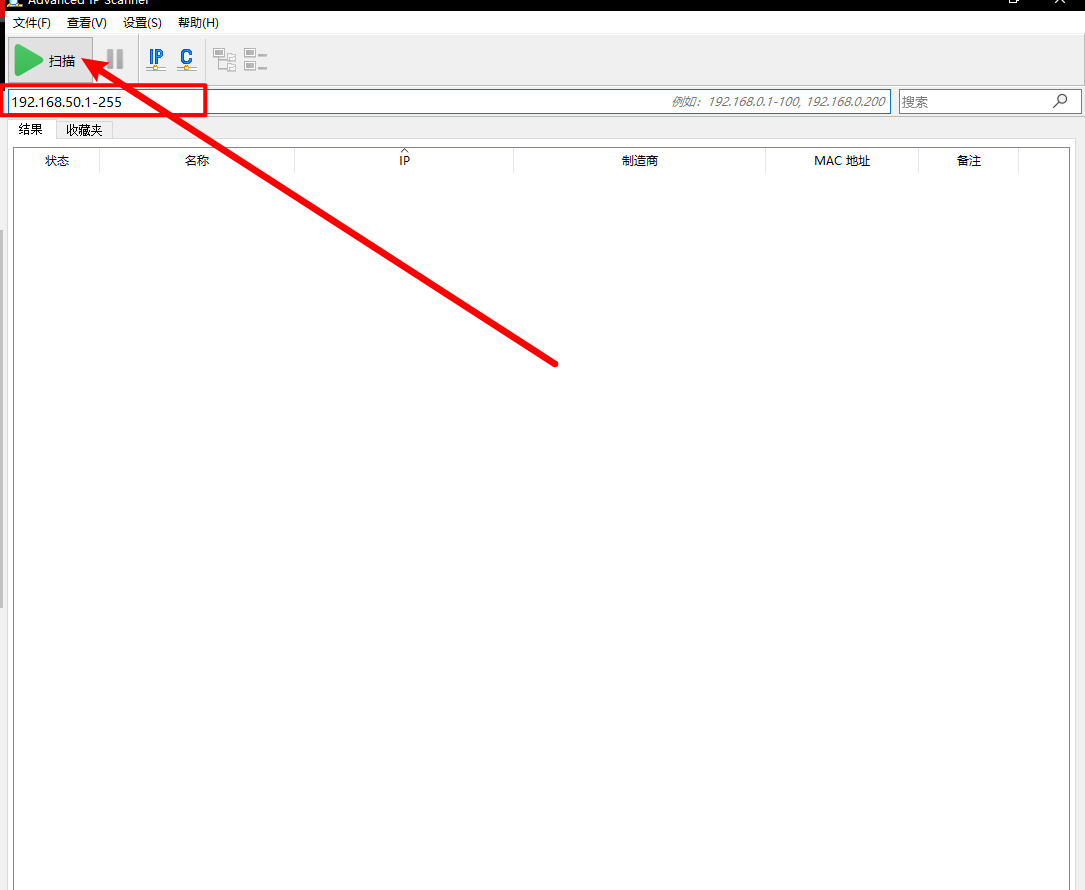 Advanced IP Scanner
文件(F) 查看(V) 设置(S) 帮助(H)
扫描 IP C
192.168.50.1-255 例如: 192.168.0.1-100, 192.168.0.200 搜索
结果 收藏夹
状态 名称 IP 制造商 MAC 地址 备注